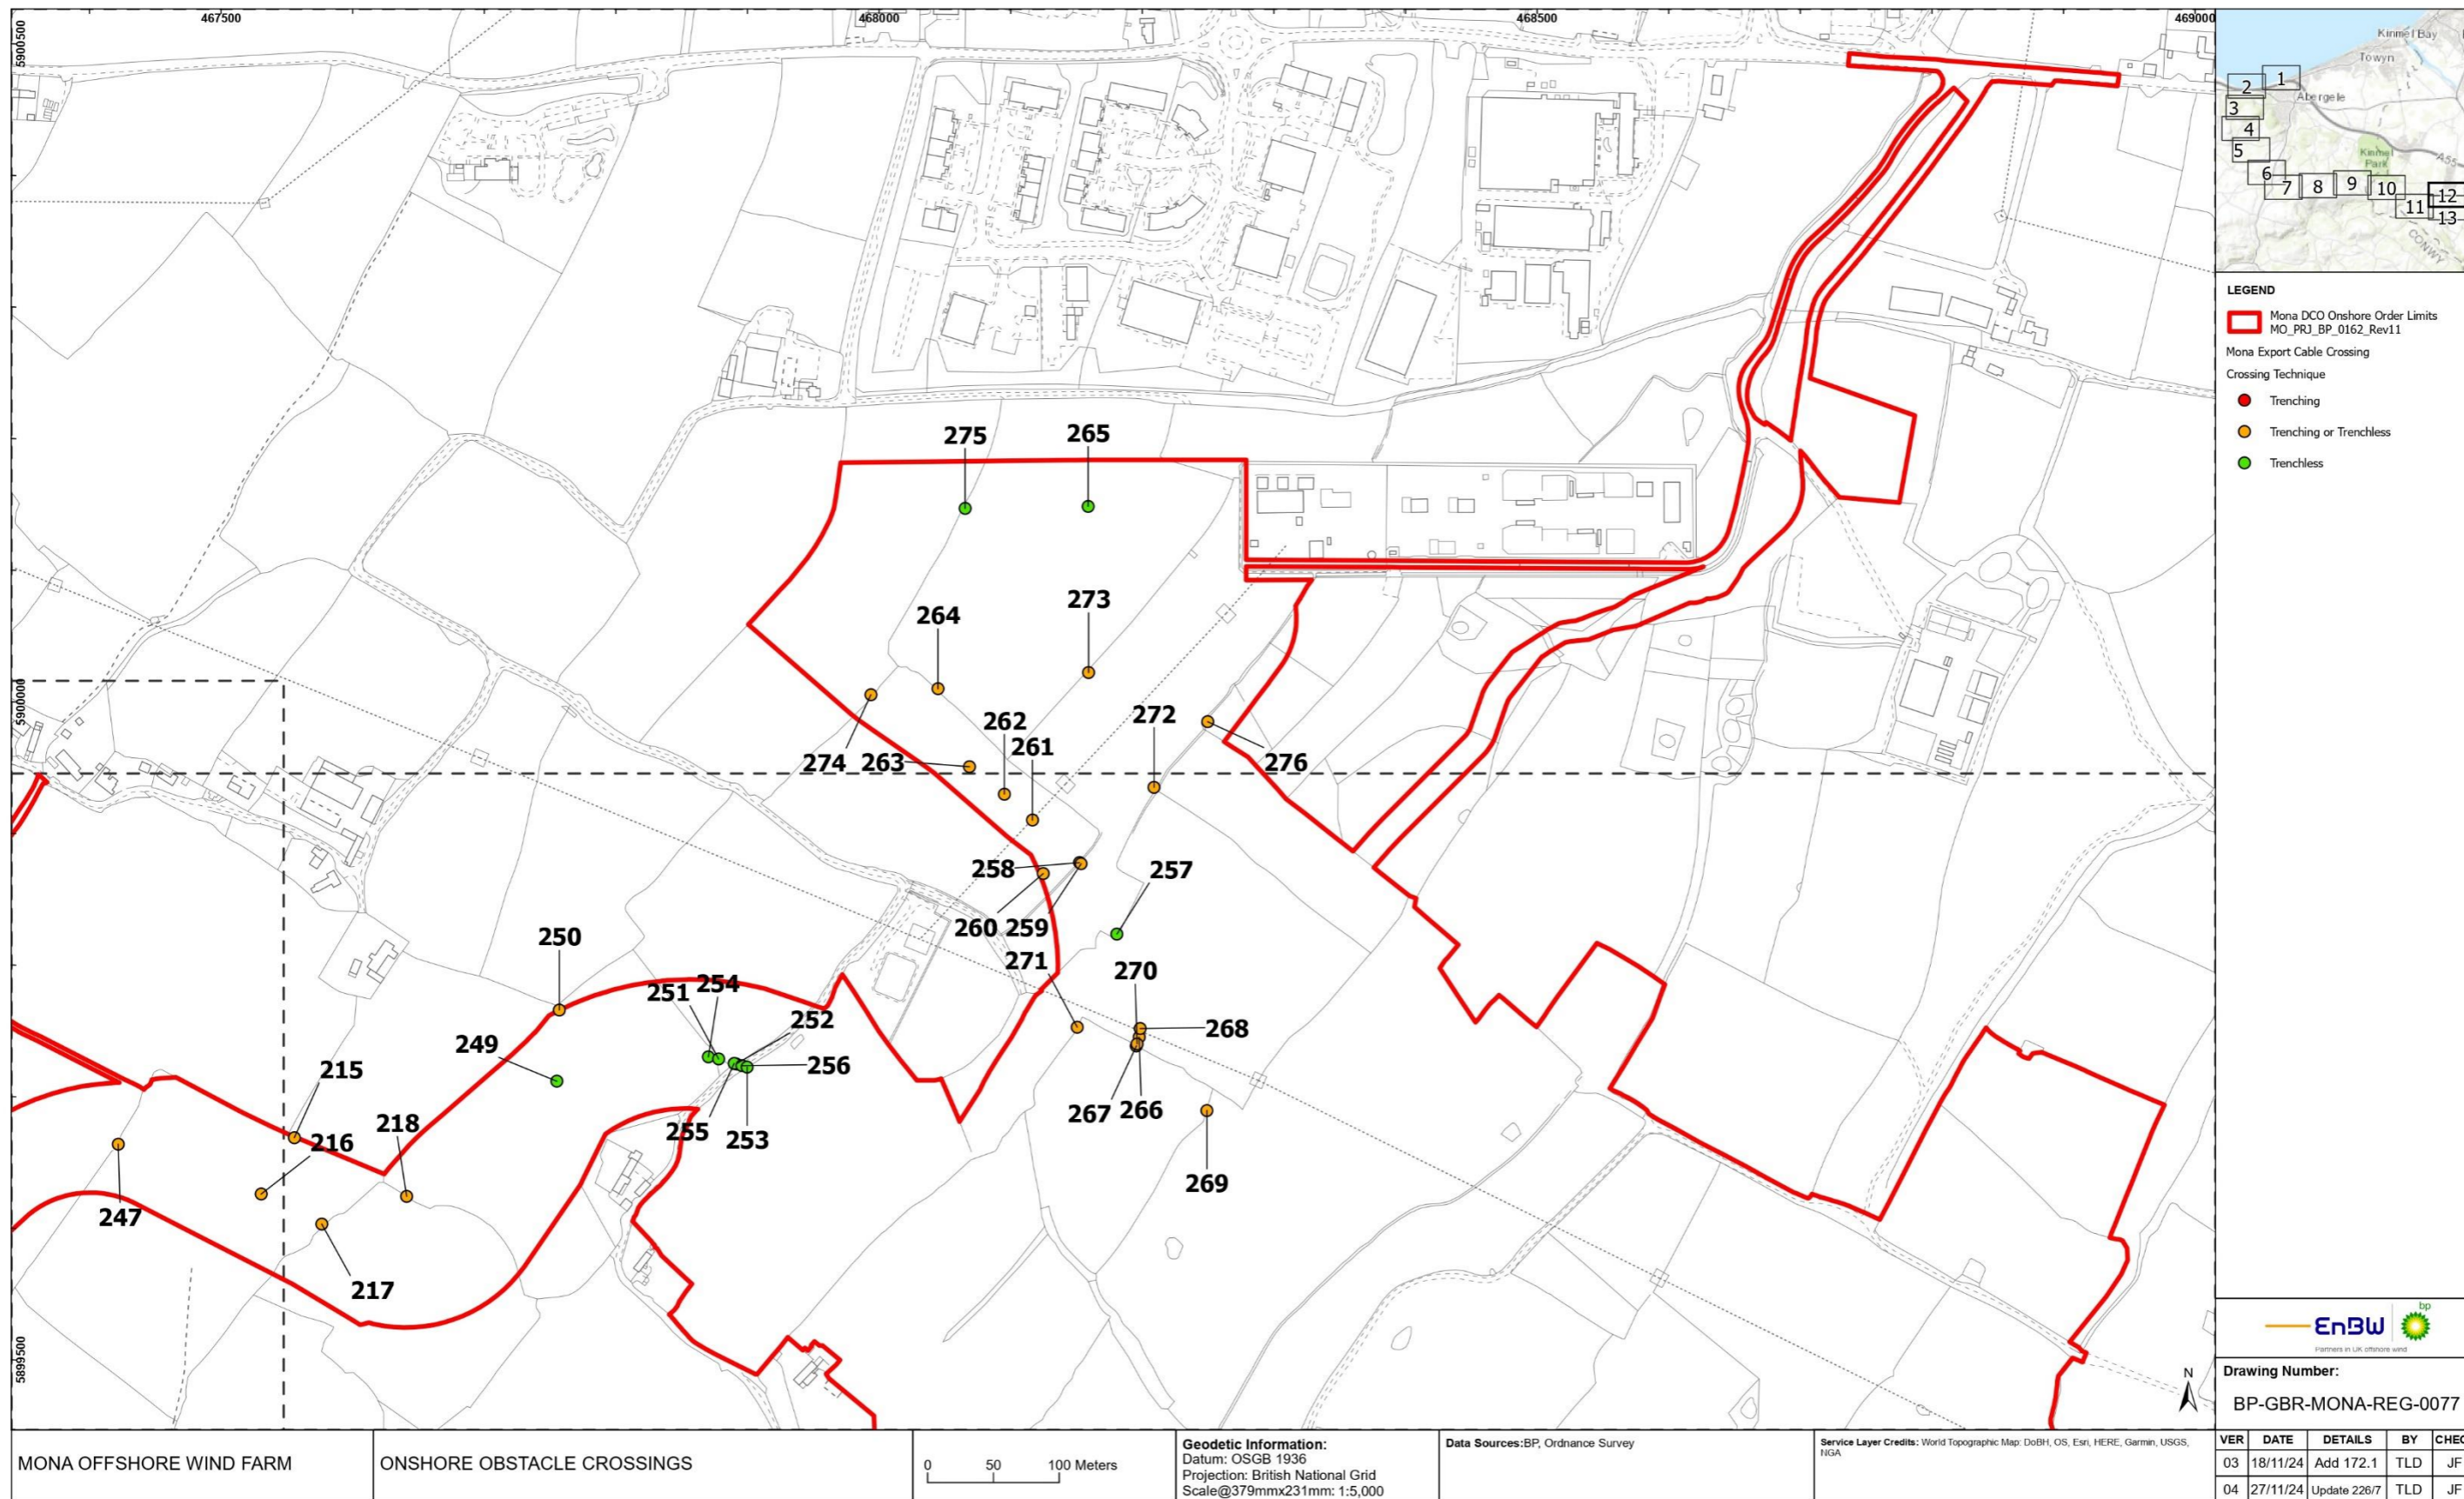 467500
468000
468500
469000
5900500
5900000
5899500
275
265
264
273
262
261
272
274
263
276
258
257
260
259
271
270
250
251
254
252
268
249
256
215
218
216
267
266
255
253
269
247
217
Kinmel Bay
Towyn
Abergele
Kinmel
Park
A55
CONWY
1
2
3
4
5
6
7
8
9
10
11
12
13
LEGEND
Mona DCO Onshore Order Limits
MO_PRJ_BP_0162_Rev11
Mona Export Cable Crossing
Crossing Technique
Trenching
Trenching or Trenchless
Trenchless
N
EnBW
bp
Partners in UK offshore wind
Drawing Number:
BP-GBR-MONA-REG-0077
VER DATE DETAILS BY CHEC
03 18/11/24 Add 172.1 TLD JF
04 27/11/24 Update 226/7 TLD JF
MONA OFFSHORE WIND FARM
ONSHORE OBSTACLE CROSSINGS
0 50 100 Meters
Geodetic Information:
Datum: OSGB 1936
Projection: British National Grid
Scale@379mmx231mm: 1:5,000
Data Sources:BP, Ordnance Survey
Service Layer Credits: World Topographic Map: DoBH, OS, Esri, HERE, Garmin, USGS,
NGA